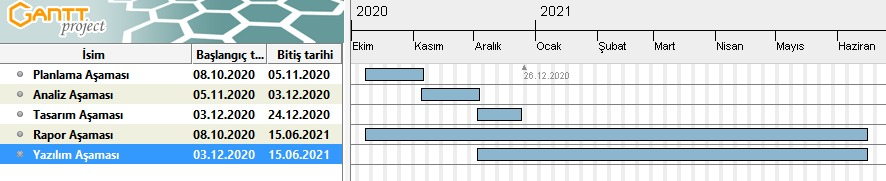 GANTT
project
2020 2021
İsim Başlangıç t... Bitiş tarihi
Ekim Kasım Aralık Ocak Şubat Mart Nisan Mayıs Haziran
Planlama Aşaması 08.10.2020 05.11.2020
26.12.2020
Analiz Aşaması 05.11.2020 03.12.2020
Tasarım Aşaması 03.12.2020 24.12.2020
Rapor Aşaması 08.10.2020 15.06.2021
Yazılım Aşaması 03.12.2020 15.06.2021